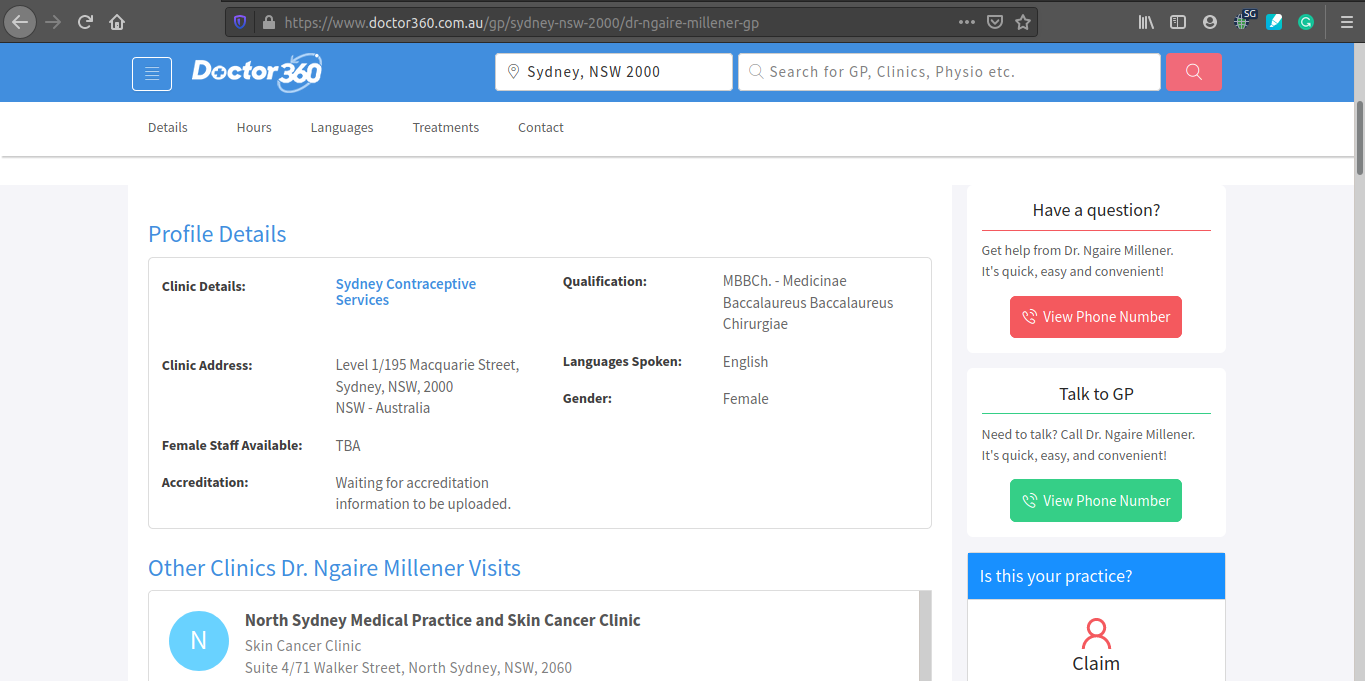 SG
https://www.doctor360.com.au/gp/sydney-nsw-2000/dr-ngaire-millener-gp
Doctor360
Sydney, NSW 2000
Search for GP, Clinics, Physio etc.
Details Hours Languages Treatments Contact
Profile Details
Clinic Details:
Sydney Contraceptive
Services
Clinic Address:
Level 1/195 Macquarie Street,
Sydney, NSW, 2000
NSW - Australia
Female Staff Available:
TBA
Accreditation:
Waiting for accreditation
information to be uploaded.
Qualification:
MBBCh. - Medicinae
Baccalaureus Baccalaureus
Chirurgiae
Languages Spoken:
English
Gender:
Female
Other Clinics Dr. Ngaire Millener Visits
N
North Sydney Medical Practice and Skin Cancer Clinic
Skin Cancer Clinic
Suite 4/71 Walker Street, North Sydney, NSW, 2060
Have a question?
Get help from Dr. Ngaire Millener.
It's quick, easy and convenient!
View Phone Number
Talk to GP
Need to talk? Call Dr. Ngaire Millener.
It's quick, easy, and convenient!
View Phone Number
Is this your practice?
Claim